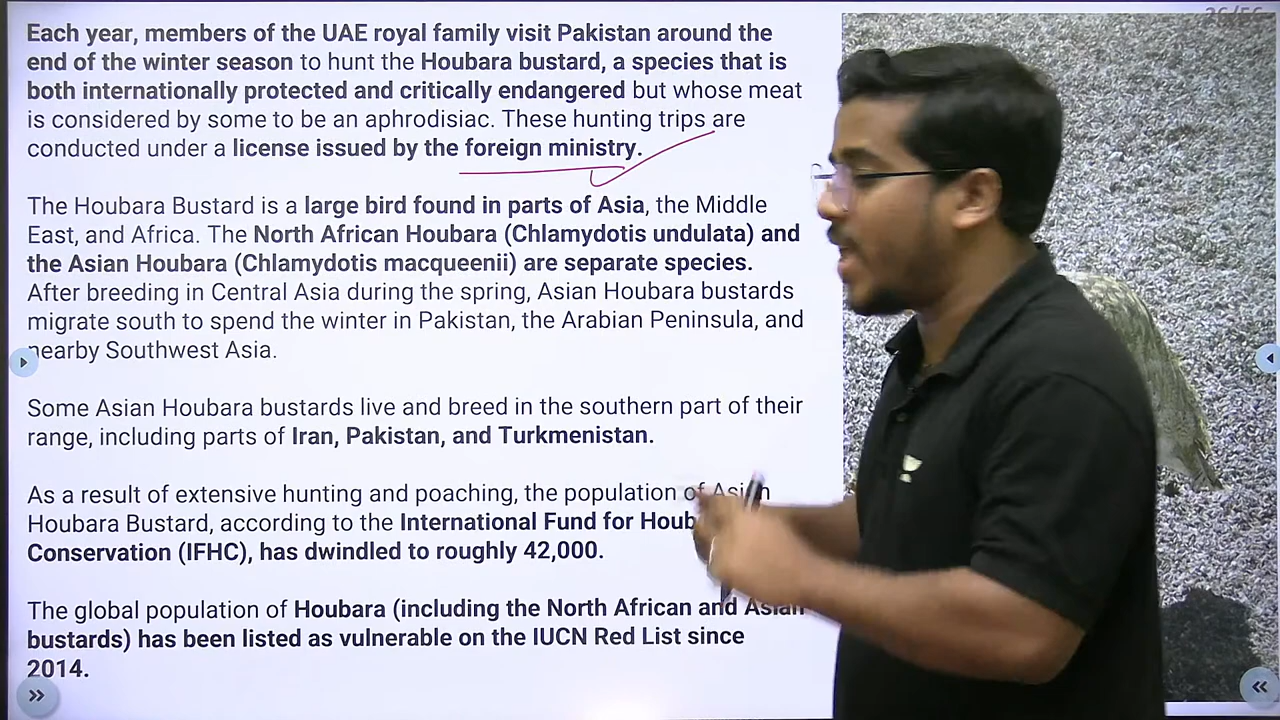 Each year, members of the UAE royal family visit Pakistan around the
end of the winter season to hunt the Houbara bustard, a species that is
both internationally protected and critically endangered but whose meat
is considered by some to be an aphrodisiac. These hunting trips are
conducted under a license issued by the foreign ministry.
The Houbara Bustard is a large bird found in parts of Asia, the Middle
East, and Africa. The North African Houbara (Chlamydotis undulata) and
the Asian Houbara (Chlamydotis macqueenii) are separate species.
After breeding in Central Asia during the spring, Asian Houbara bustards
migrate south to spend the winter in Pakistan, the Arabian Peninsula, and
nearby Southwest Asia.
Some Asian Houbara bustards live and breed in the southern part of their
range, including parts of Iran, Pakistan, and Turkmenistan.
As a result of extensive hunting and poaching, the population of Asian
Houbara Bustard, according to the International Fund for
Conservation (IFHC), has dwindled to roughly 42,000.
The global population of Houbara (including the North African and Asian
bustards) has been listed as vulnerable on the IUCN Red List since
2014.